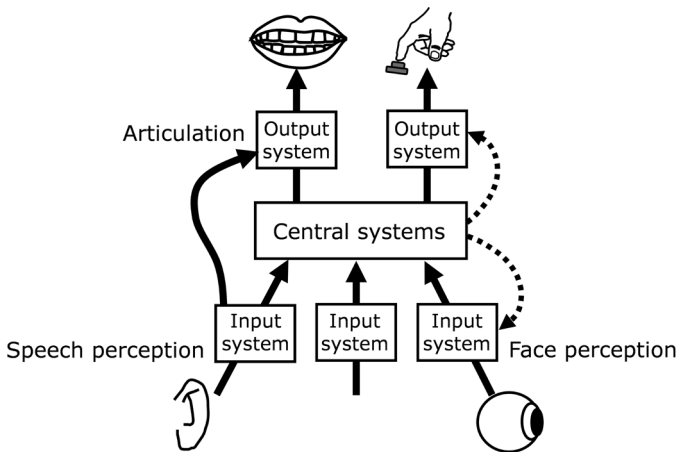 Articulation
Output
system
Output
system
Central systems
Speech perception
Input
system
Input
system
Input
system
Face perception